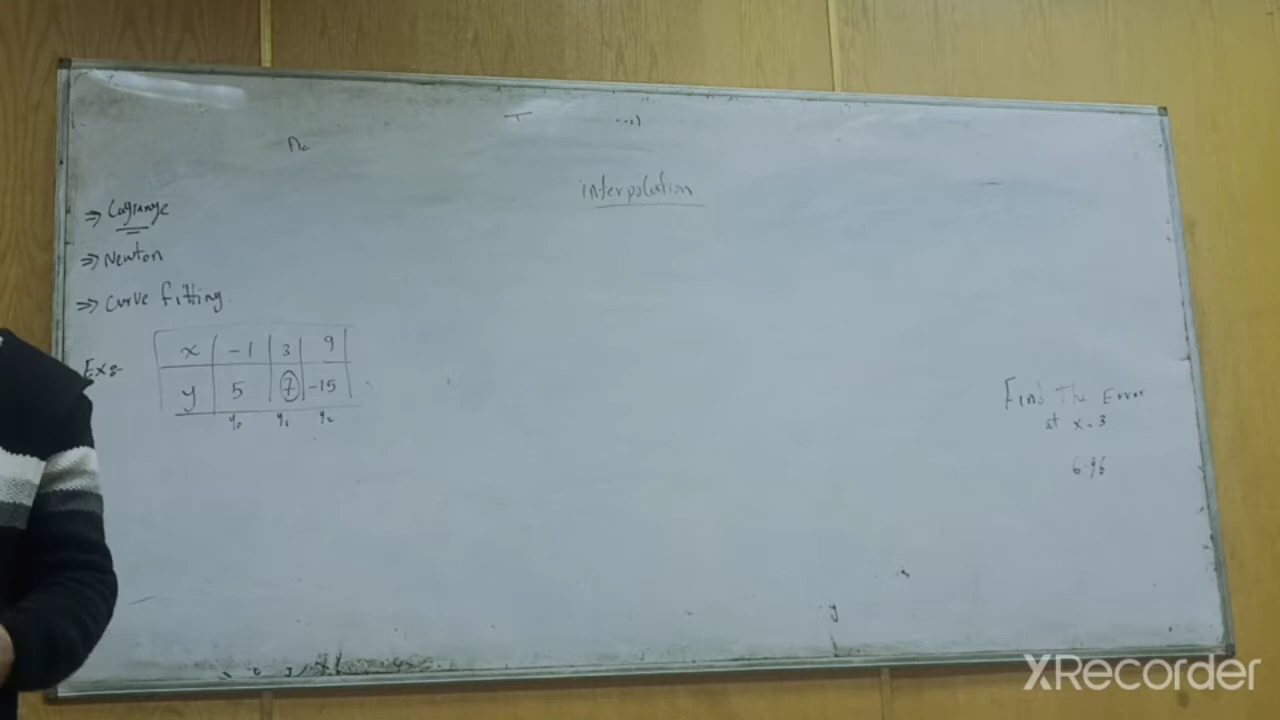 interpolation
⇒ Lagrange
⇒ Newton
⇒ Curve fitting.
Ex:-
x | -1 | 3 | 9
y | 5 | 7 | -15
y₀ y₁ y₂
Find The Error
at x = 3
6.96
XRecorder